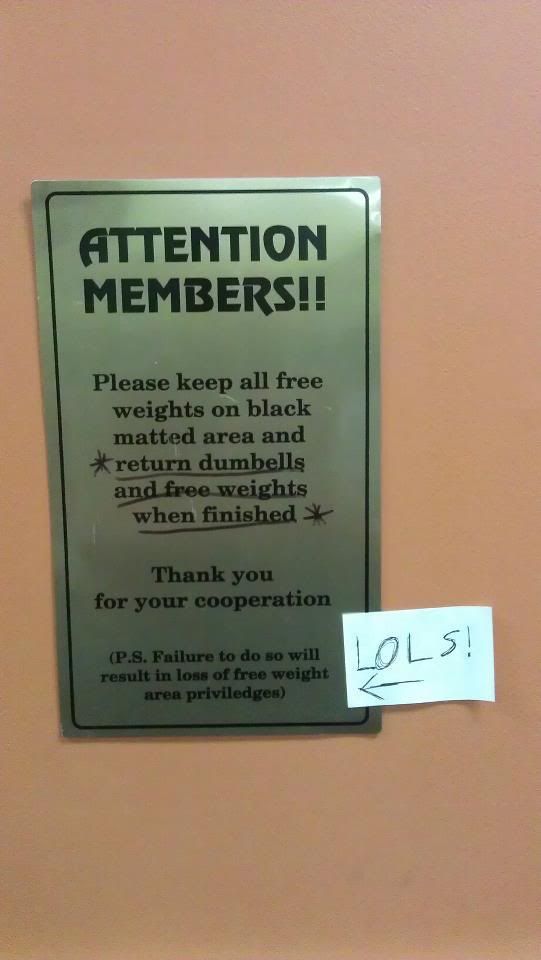 ATTENTION
MEMBERS!!
Please keep all free
weights on black
matted area and
*return dumbells
and free weights
when finished*
Thank you
for your cooperation
(P.S. Failure to do so will
result in loss of free weight
area priviledges)
LOLS!
←